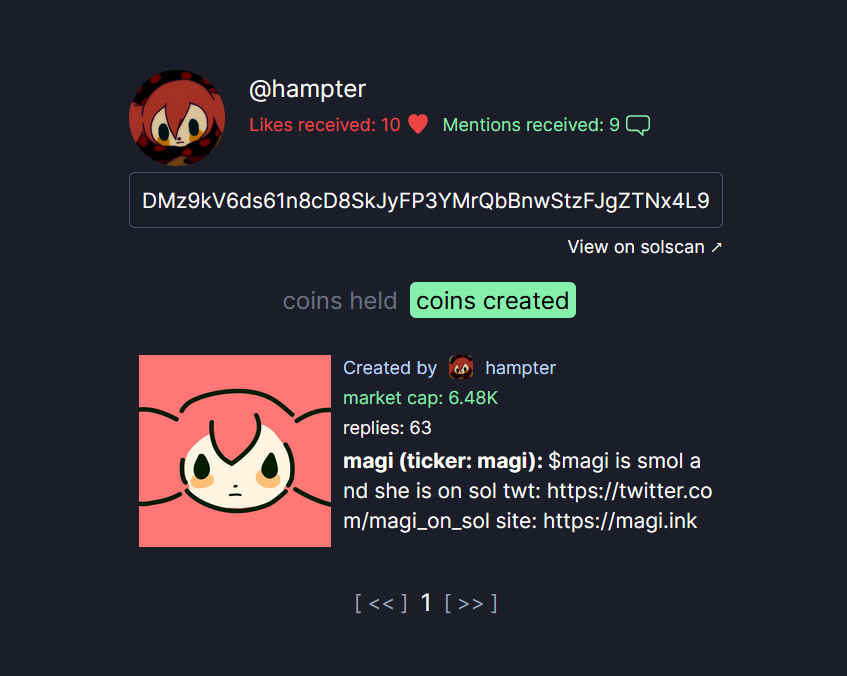 @hampter
Likes received: 10 Mentions received: 9
DMz9kV6ds61n8cD8SkJyFP3YMrQbBnwStzFJgZTNx4L9
View on solscan ↗
coins held coins created
Created by hampter
market cap: 6.48K
replies: 63
magi (ticker: magi): $magi is smol a
nd she is on sol twt: https://twitter.co
m/magi_on_sol site: https://magi.ink
[ << ] 1 [ >> ]